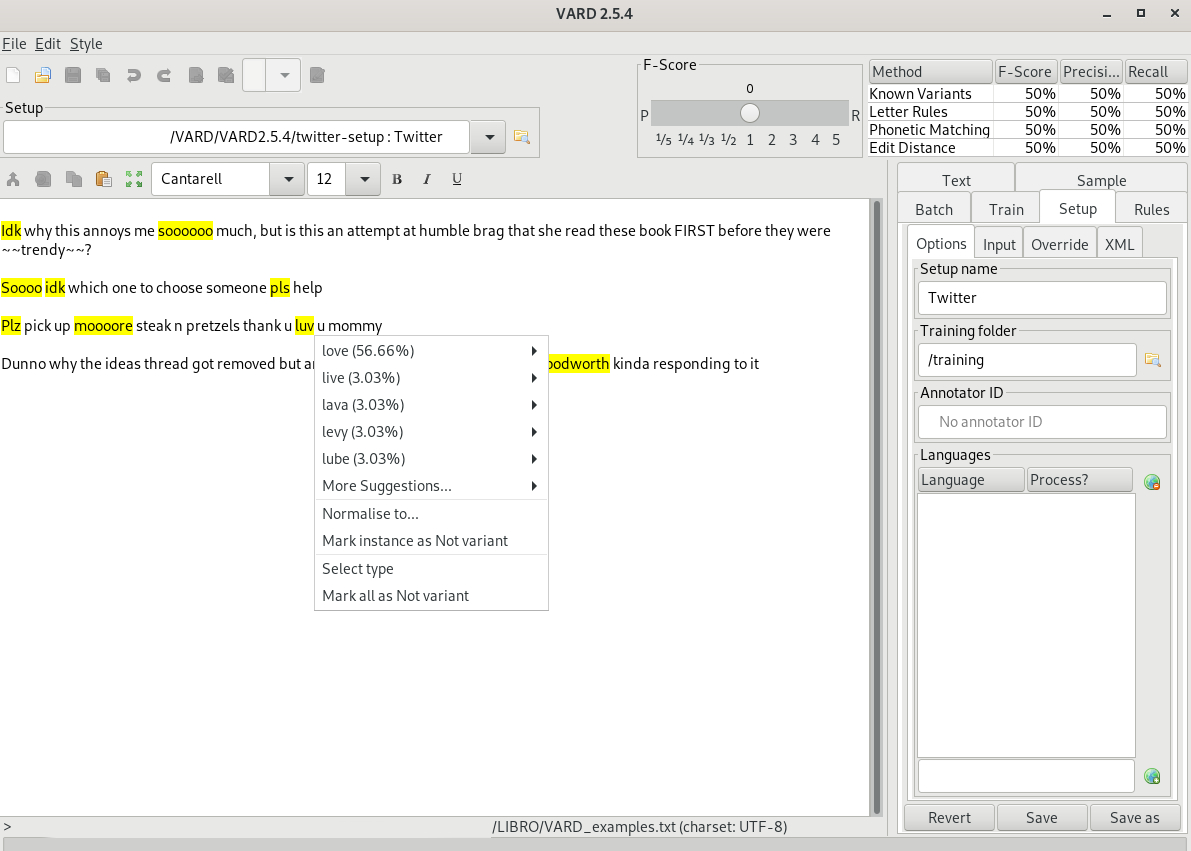 VARD 2.5.4
File Edit Style
Setup
/VARD/VARD2.5.4/twitter-setup : Twitter
F-Score
0
P R
1/5 1/4 1/3 1/2 1 2 3 4 5
Method F-Score Precisi... Recall
Known Variants 50% 50% 50%
Letter Rules 50% 50% 50%
Phonetic Matching 50% 50% 50%
Edit Distance 50% 50% 50%
Cantarell 12 B I U
Idk why this annoys me soooooo much, but is this an attempt at humble brag that she read these book FIRST before they were
~~trendy~~?
Soooo idk which one to choose someone pls help
Plz pick up moooore steak n pretzels thank u luv u mommy
Dunno why the ideas thread got removed but kinda responding to it
love (56.66%)
live (3.03%)
lava (3.03%)
levy (3.03%)
lube (3.03%)
More Suggestions...
Normalise to...
Mark instance as Not variant
Select type
Mark all as Not variant
Text Sample
Batch Train Setup Rules
Options Input Override XML
Setup name
Twitter
Training folder
/training
Annotator ID
No annotator ID
Languages
Language Process?
Revert Save Save as
> /LIBRO/VARD_examples.txt (charset: UTF-8)